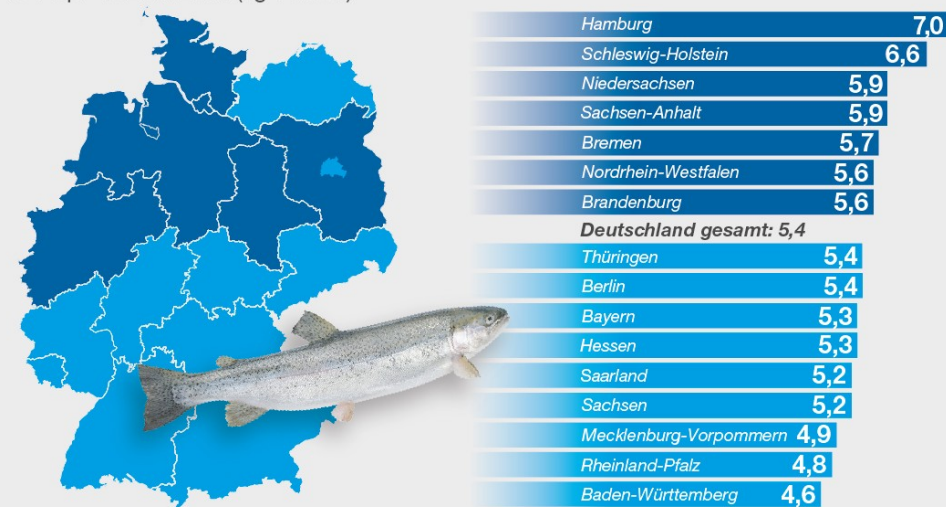 Hamburg 7,0
Schleswig-Holstein 6,6
Niedersachsen 5,9
Sachsen-Anhalt 5,9
Bremen 5,7
Nordrhein-Westfalen 5,6
Brandenburg 5,6
Deutschland gesamt: 5,4
Thüringen 5,4
Berlin 5,4
Bayern 5,3
Hessen 5,3
Saarland 5,2
Sachsen 5,2
Mecklenburg-Vorpommern 4,9
Rheinland-Pfalz 4,8
Baden-Württemberg 4,6